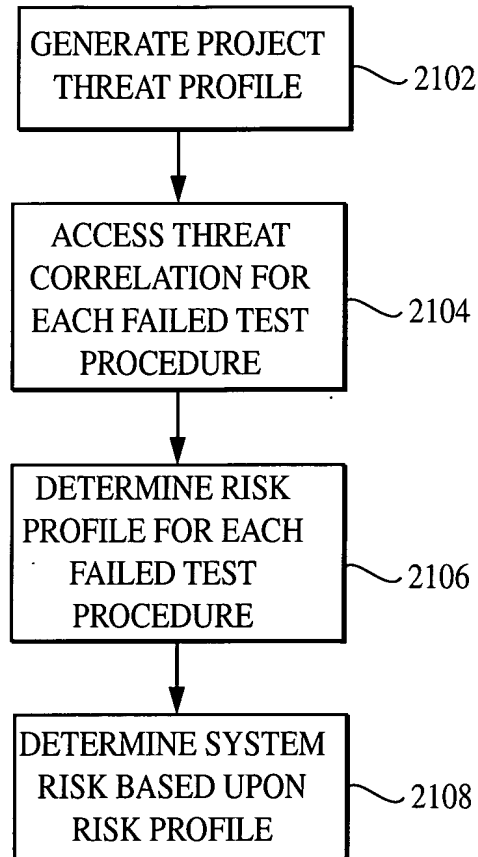 GENERATE PROJECT
THREAT PROFILE
2102
ACCESS THREAT
CORRELATION FOR
EACH FAILED TEST
PROCEDURE
2104
DETERMINE RISK
PROFILE FOR EACH
FAILED TEST
PROCEDURE
2106
DETERMINE SYSTEM
RISK BASED UPON
RISK PROFILE
2108